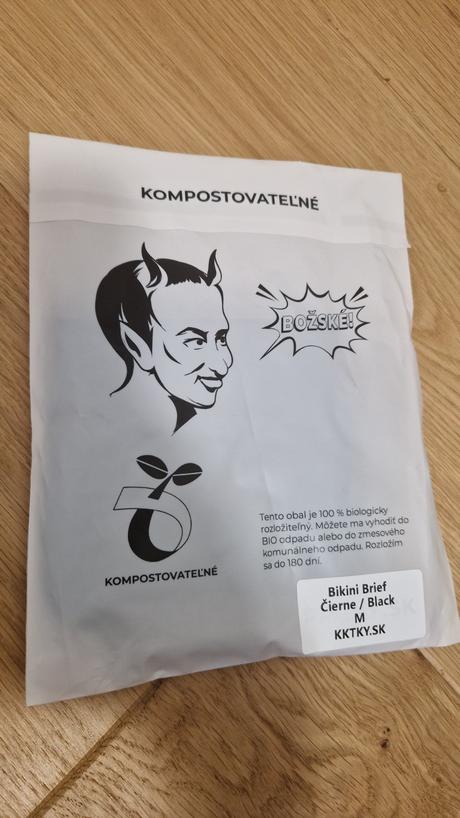 KOMPOSTOVATEĽNÉ
BOŽSKÉ!
KOMPOSTOVATEĽNÉ
Tento obal je 100 % biologicky
rozložiteľný. Môžete ma vyhodiť do
BIO odpadu alebo do zmesového
komunálneho odpadu. Rozložím
sa do 180 dní.
Bikini Brief
Čierne / Black
M
KKTKY.SK